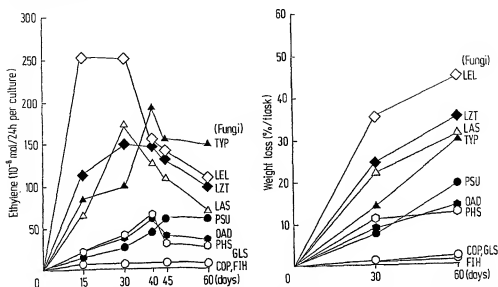 300
250
200
150
100
50
0
Ethylene (10⁻⁸ mol/24h per culture)
15 30 40 45 60 (days)
(Fungi)
TYP
LEL
LZT
LAS
PSU
DAD
PHS
GLS
COP,FIH
60
50
40
30
20
10
0
Weight loss (%/flask)
30 60 (days)
(Fungi)
LEL
LZT
LAS
TYP
PSU
DAD
PHS
COP,GLS
FIH